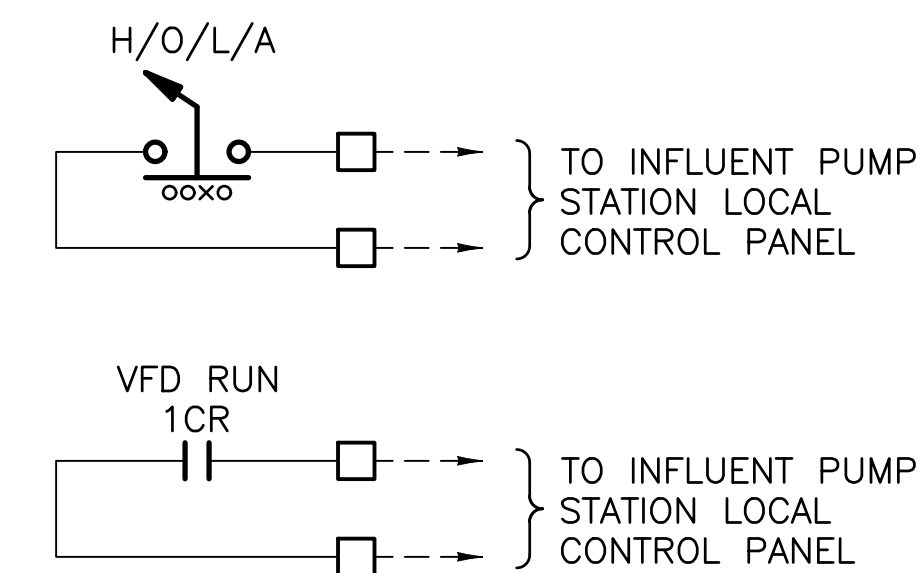 H/O/L/A
OOXO
TO INFLUENT PUMP
STATION LOCAL
CONTROL PANEL
VFD RUN
1CR
TO INFLUENT PUMP
STATION LOCAL
CONTROL PANEL